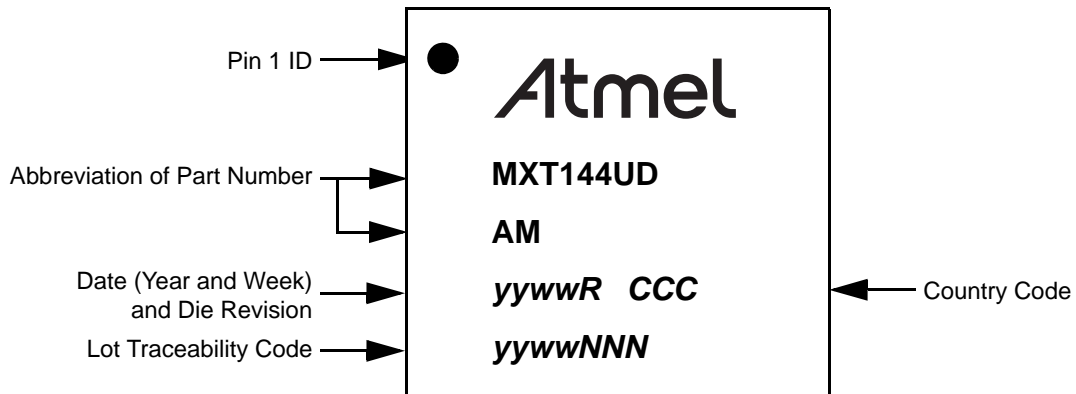 Pin 1 ID
Atmel
Abbreviation of Part Number
MXT144UD
AM
Date (Year and Week)
and Die Revision
yywwR CCC
Country Code
Lot Traceability Code
yywwNNN